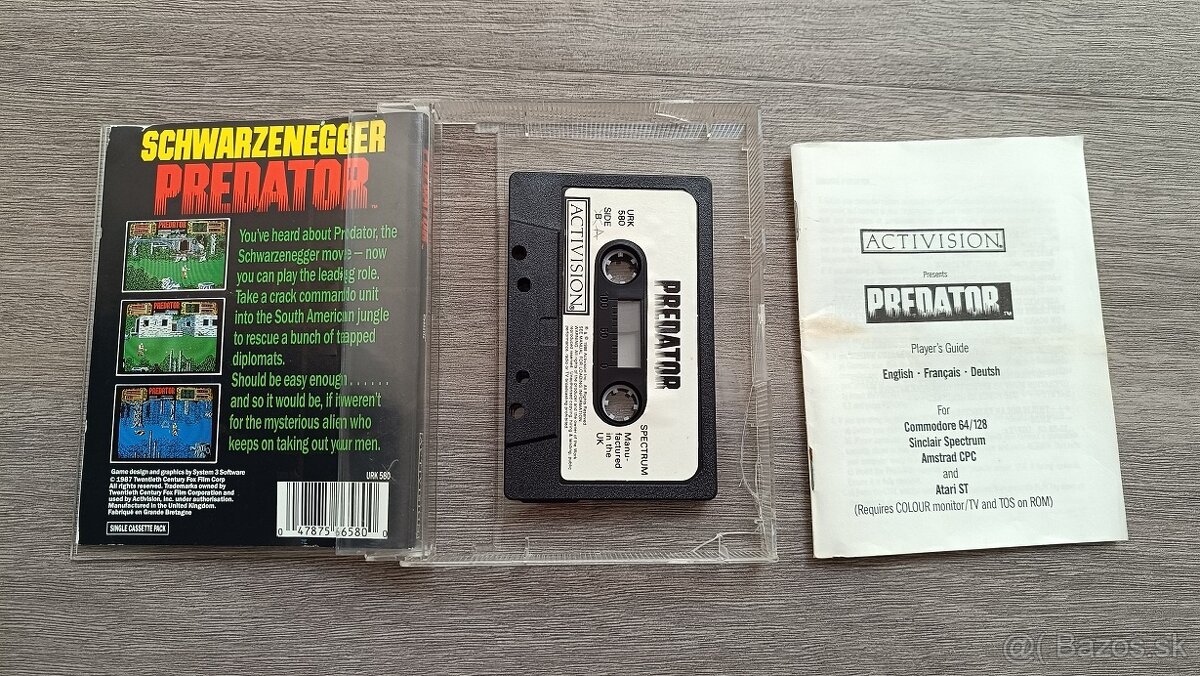 SCHWARZENEGGER
PREDATOR™
You've heard about Predator, the
Schwarzenegger movie – now
you can play the leading role.
Take a crack commando unit
into the South American jungle
to rescue a bunch of trapped
diplomats.
Should be easy enough......
and so it would be, if it weren't
for the mysterious alien who
keeps on taking out your men.
Game design and graphics by System 3 Software
© 1987 Twentieth Century Fox Film Corp
All rights reserved. Trademarks owned by
Twentieth Century Fox Film Corporation and
used by Activision, Inc. under authorisation.
Manufactured in the United Kingdom.
Fabriqué en Grande Bretagne
SINGLE CASSETTE PACK
URK 580
0 47875 66580 0
PREDATOR
PREDATOR
PREDATOR
PREDATOR
URK
580
SIDE
ACTIVISION
PREDATOR
SPECTRUM
Manu-
factured
in the
UK
ACTIVISION
Presents
PREDATOR™
Player's Guide
English · Français · Deutsh
For
Commodore 64/128
Sinclair Spectrum
Amstrad CPC
and
Atari ST
(Requires COLOUR monitor/TV and TOS on ROM)
@( Bazos.sk